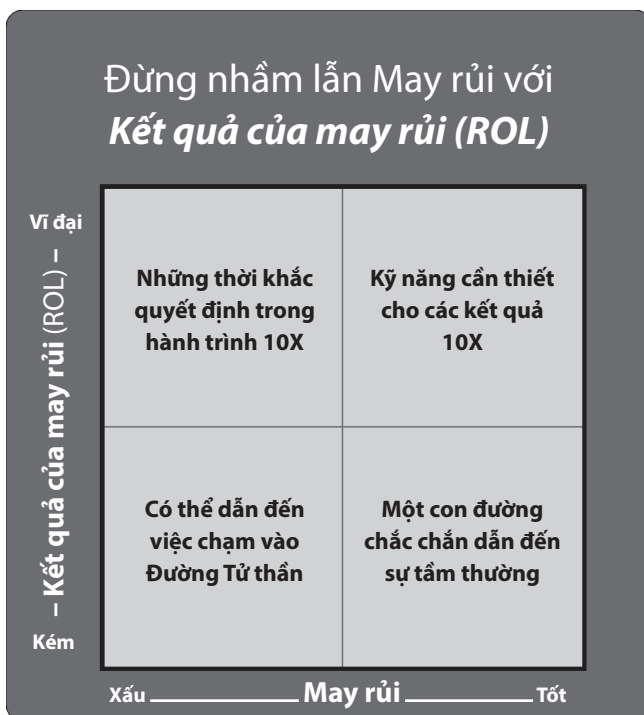 Đừng nhầm lẫn May rủi với
Kết quả của may rủi (ROL)
Vĩ đại
– Kết quả của may rủi (ROL) –
Kém
Những thời khắc
quyết định trong
hành trình 10X
Kỹ năng cần thiết
cho các kết quả
10X
Có thể dẫn đến
việc chạm vào
Đường Tử thần
Một con đường
chắc chắn dẫn đến
sự tầm thường
Xấu May rủi Tốt